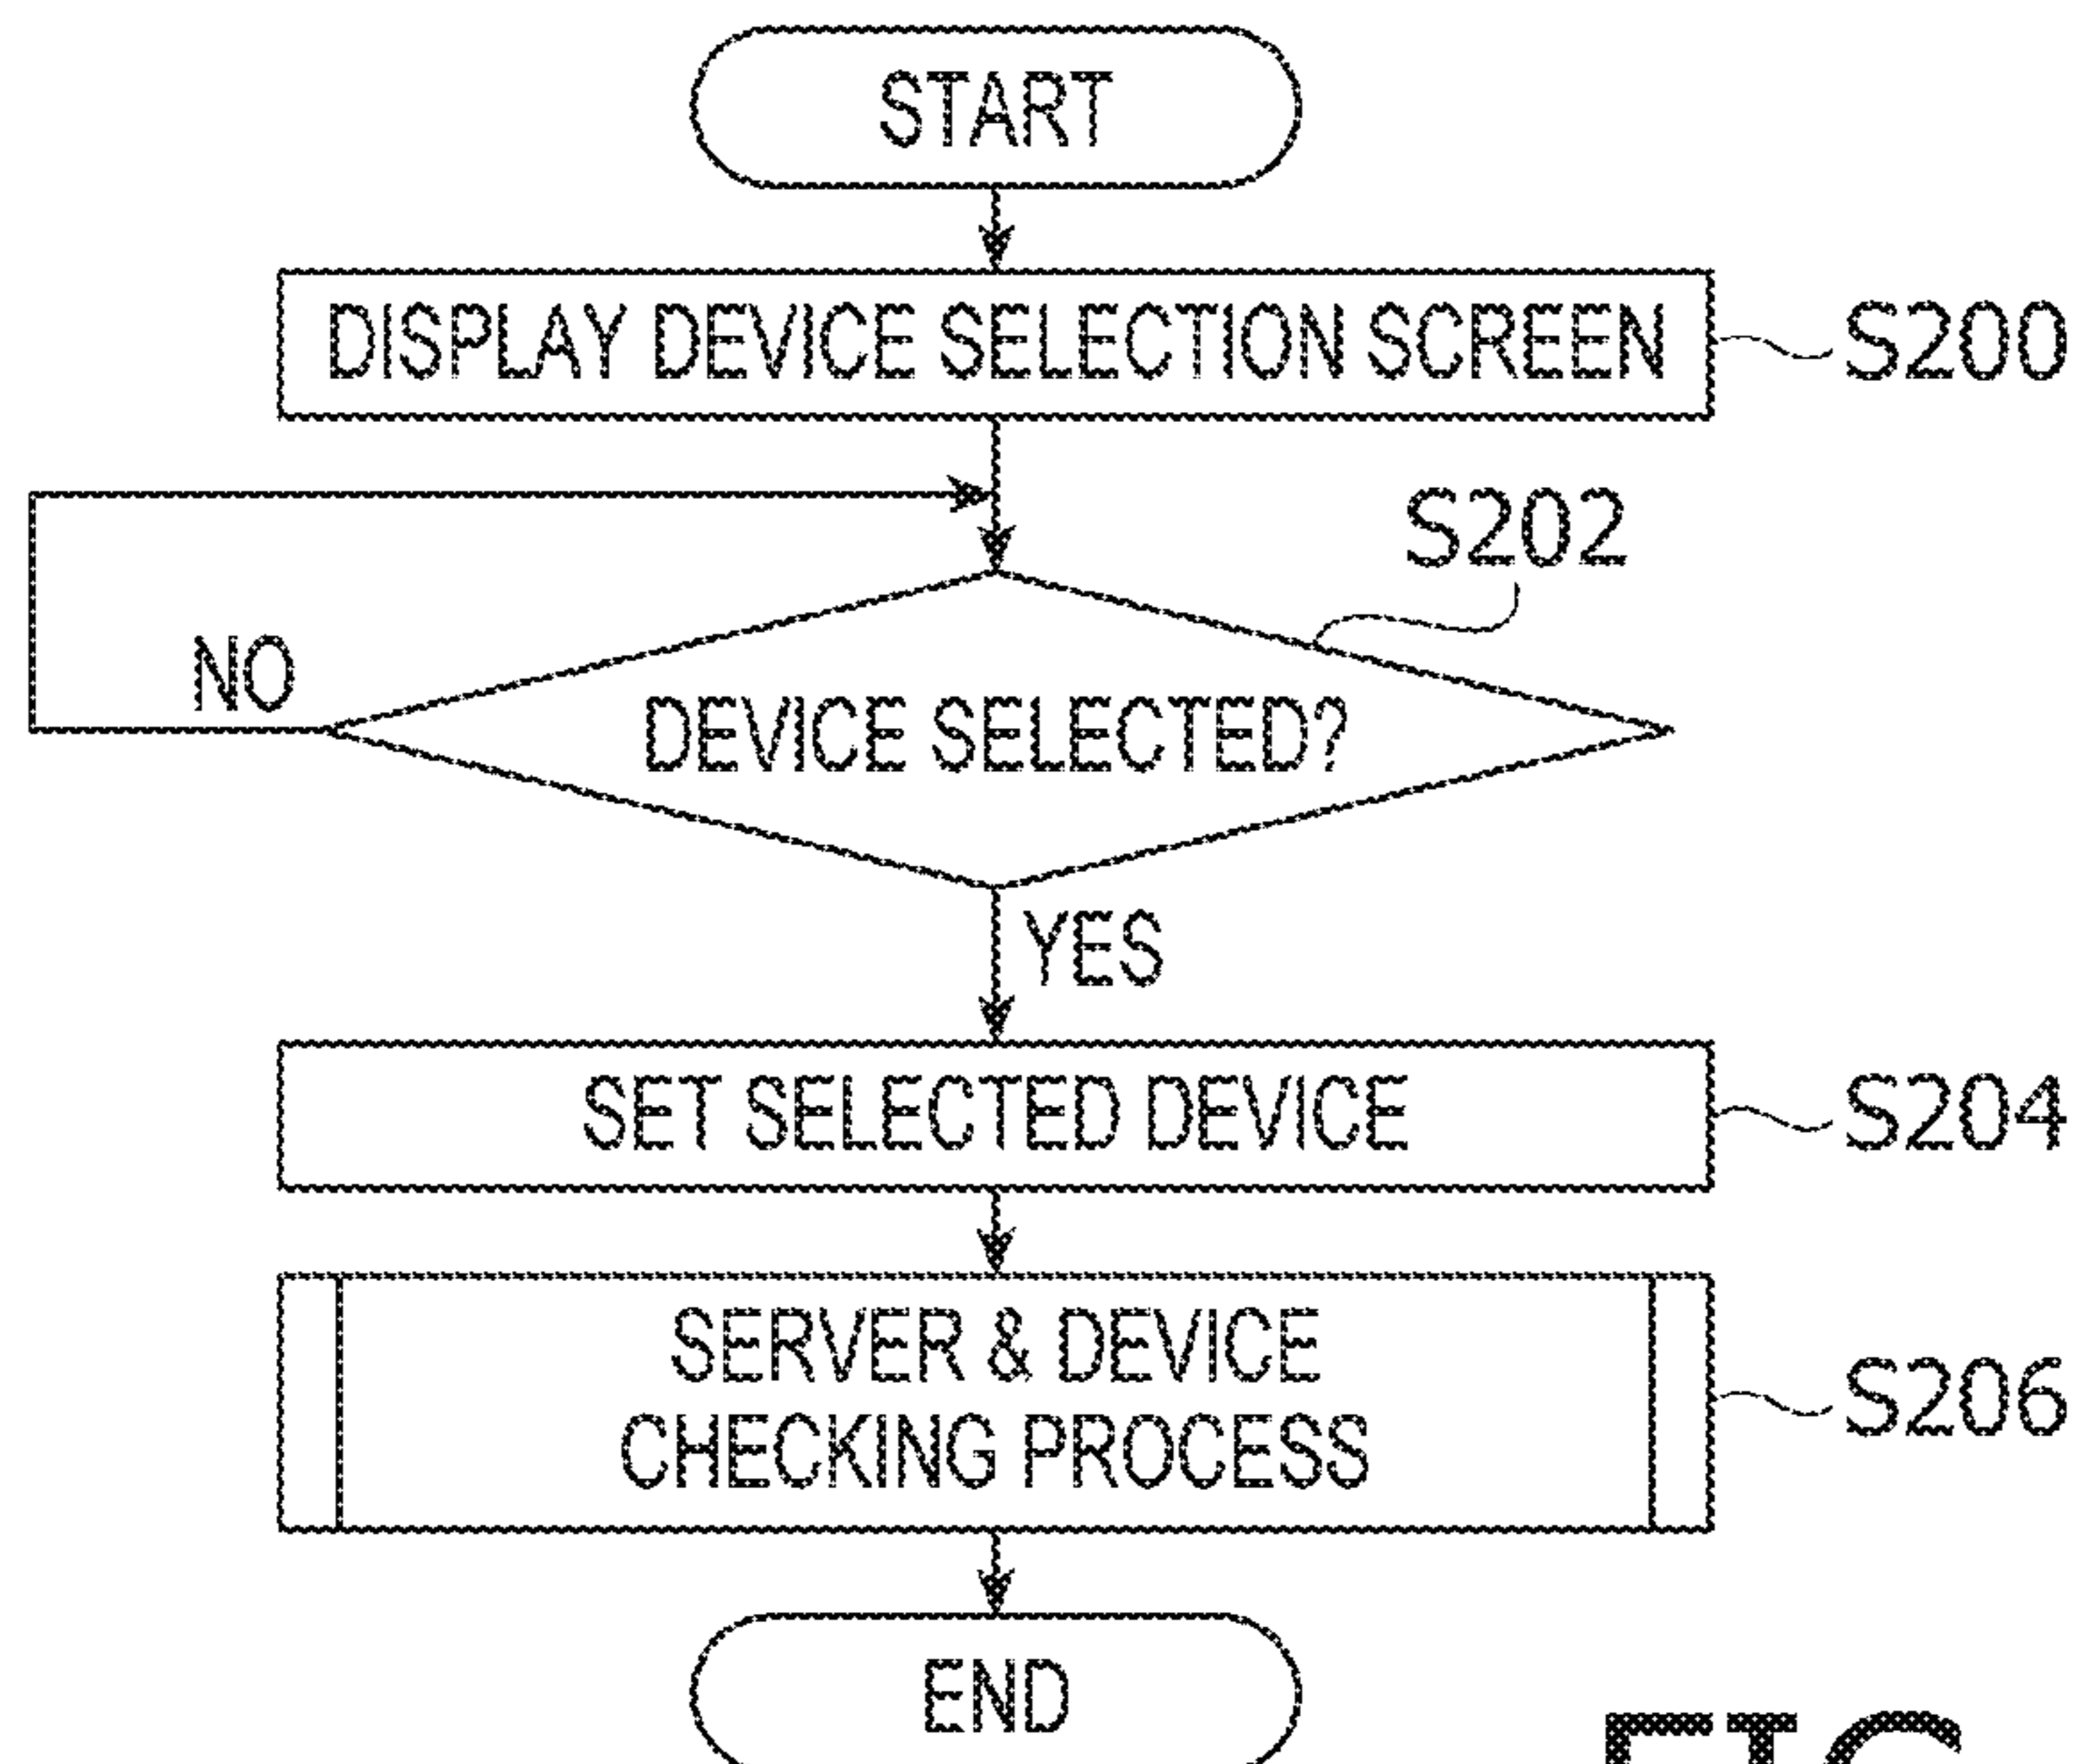 START
DISPLAY DEVICE SELECTION SCREEN
S200
S202
NO
DEVICE SELECTED?
YES
SET SELECTED DEVICE
S204
SERVER & DEVICE
CHECKING PROCESS
S206
END